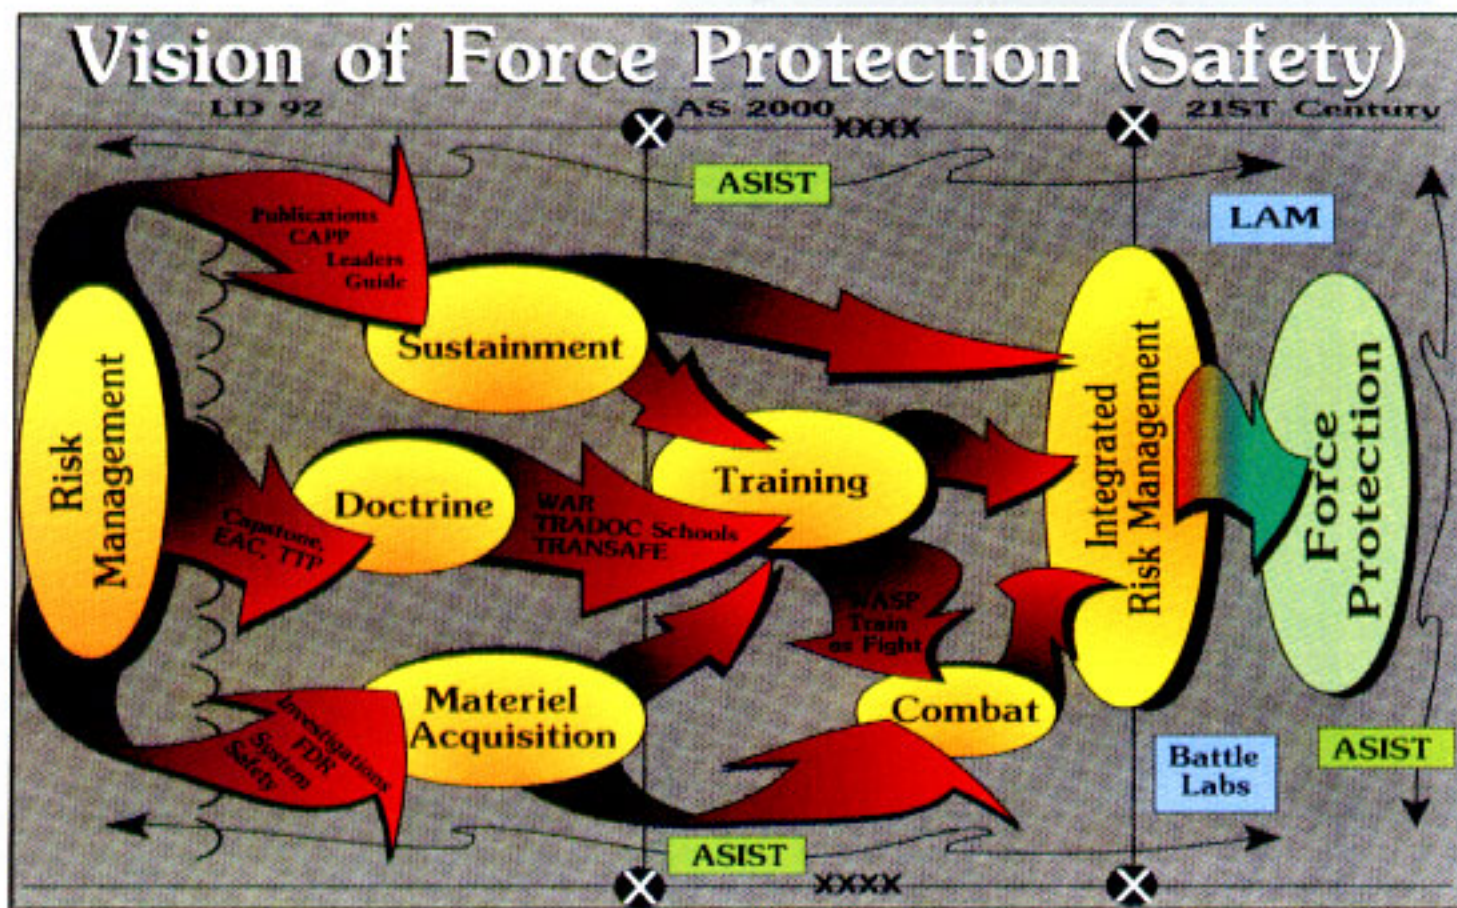 Vision of Force Protection (Safety)
LD 92
AS 2000
XXXX
21ST Century
X
X
ASIST
LAM
Publications
CAPP
Leaders
Guide
Sustainment
Risk
Management
Capstone,
EAC, TTP
Doctrine
WAR
TRADOC Schools
TRANSAFE
Training
Integrated
Risk Management
Force
Protection
WASP
Train
as Fight
Investigations
FDR
System
Safety
Materiel
Acquisition
Combat
Battle
Labs
ASIST
ASIST
X
XXXX
X